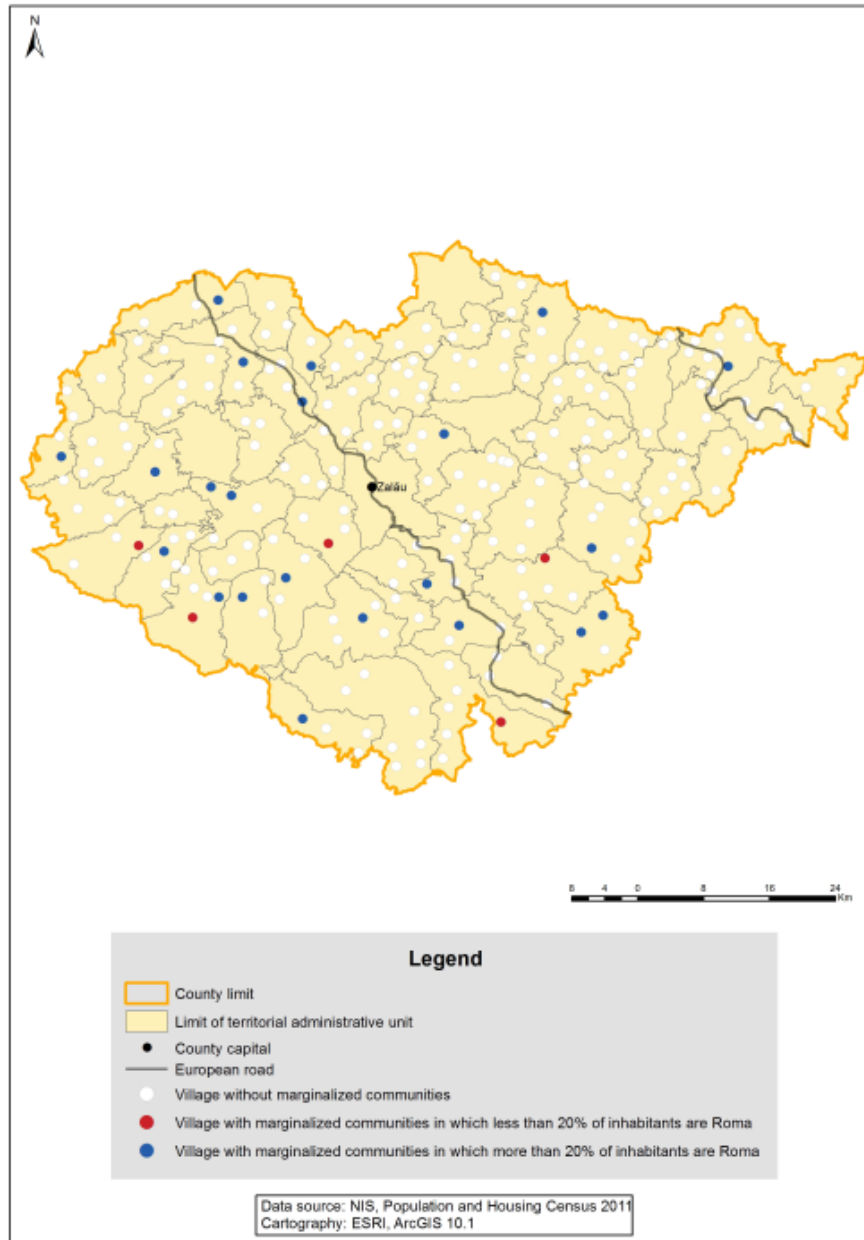 N
Zalău
8 4 0 8 16 24
Km
Legend
County limit
Limit of territorial administrative unit
County capital
European road
Village without marginalized communities
Village with marginalized communities in which less than 20% of inhabitants are Roma
Village with marginalized communities in which more than 20% of inhabitants are Roma
Data source: NIS, Population and Housing Census 2011
Cartography: ESRI, ArcGIS 10.1